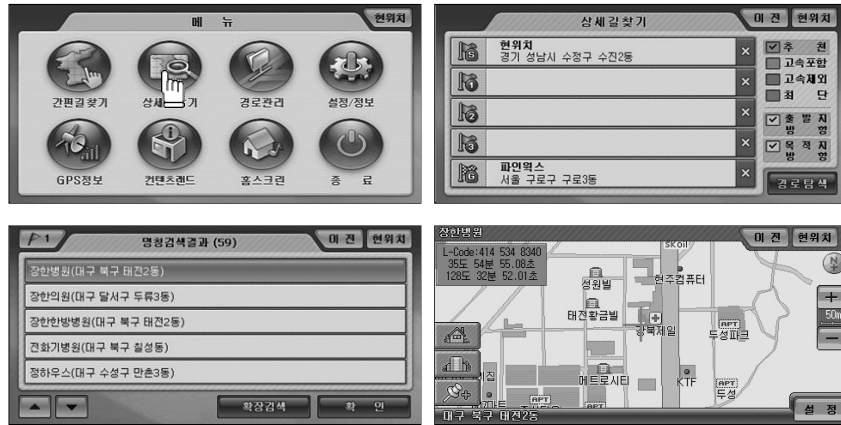 메 뉴
현위치
간편길찾기
상세 기
경로관리
설정/정보
GPS정보
컨텐츠랜드
홈스크린
종 료
상세길찾기
이 전
현위치
S
현위치
경기 성남시 수정구 수진2동
1
2
3
G
파인웍스
서울 구로구 구로3동
추 천
고속포함
고속제외
최 단
출 발 지
방 향
목 적 지
방 향
경로탐색
1
명칭검색결과 (59)
이 전
현위치
장한병원(대구 북구 태전2동)
장한의원(대구 달서구 두류3동)
장한한방병원(대구 북구 태전2동)
전화기병원(대구 북구 칠성동)
정하우스(대구 수성구 만촌3동)
확장검색
확 인
장한병원
이 전
현위치
L-Code:414 534 8340
35도 54분 55.08초
128도 32분 52.01초
SKoil
N
성원빌
현주컴퓨터
태전황금빌
강북제일
APT
두성파크
50m
메트로시티
KTF
APT
두성
APT
APT
대구 북구 태전2동
설 정